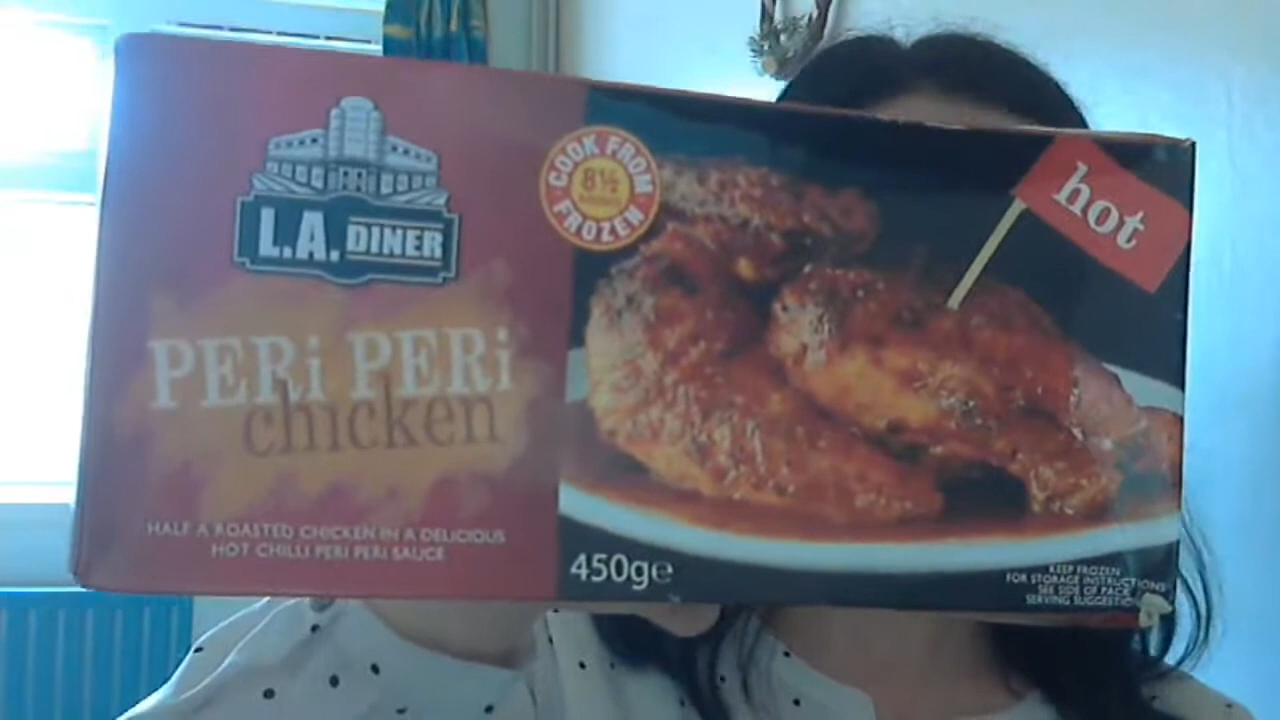 L.A. DINER
PERi PERi
chicken
HALF A ROASTED CHICKEN IN A DELICIOUS
HOT CHILLI PERI PERI SAUCE
COOK FROM
8½
FROZEN
hot
450g℮
KEEP FROZEN
FOR STORAGE INSTRUCTIONS
SEE SIDE OF PACK
SERVING SUGGESTION